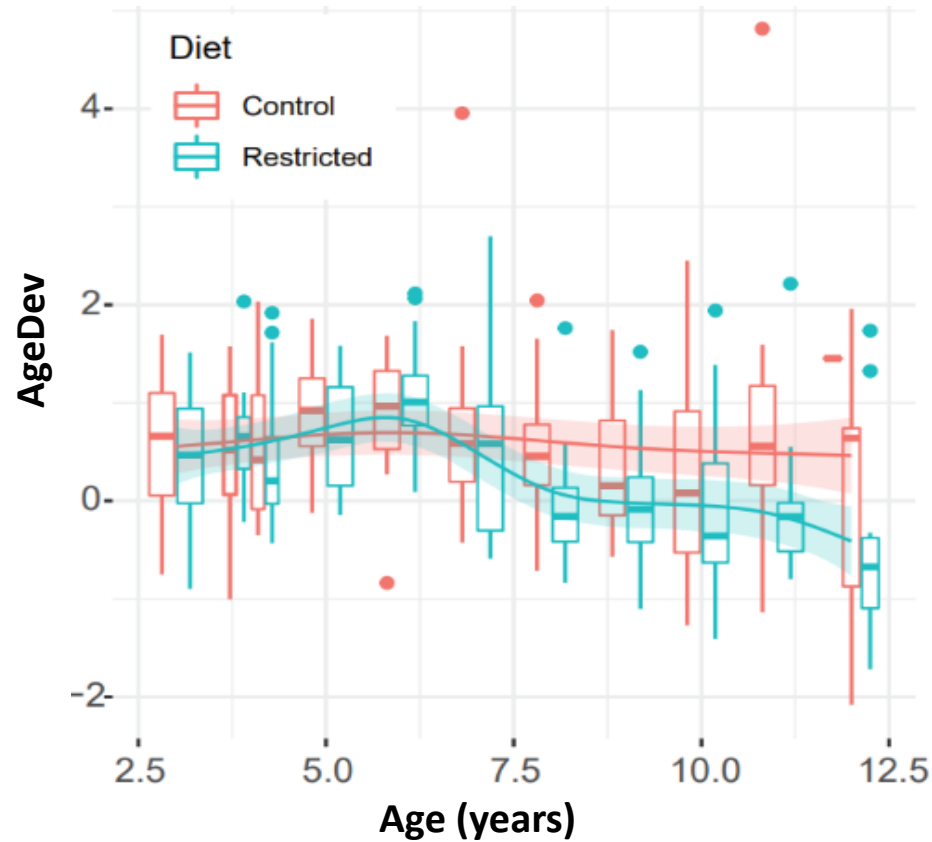 Diet
Control
Restricted
4
2
0
−2
AgeDev
2.5 5.0 7.5 10.0 12.5
Age (years)